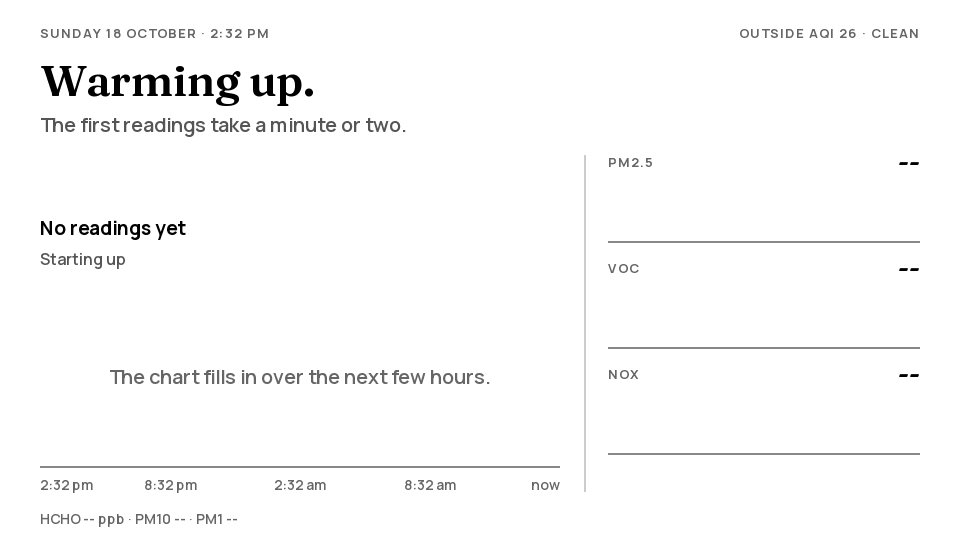 SUNDAY 18 OCTOBER · 2:32 PM
OUTSIDE AQI 26 · CLEAN
Warming up.
The first readings take a minute or two.
No readings yet
Starting up
The chart fills in over the next few hours.
2:32 pm 8:32 pm 2:32 am 8:32 am now
PM2.5 --
VOC --
NOX --
HCHO -- ppb · PM10 -- · PM1 --